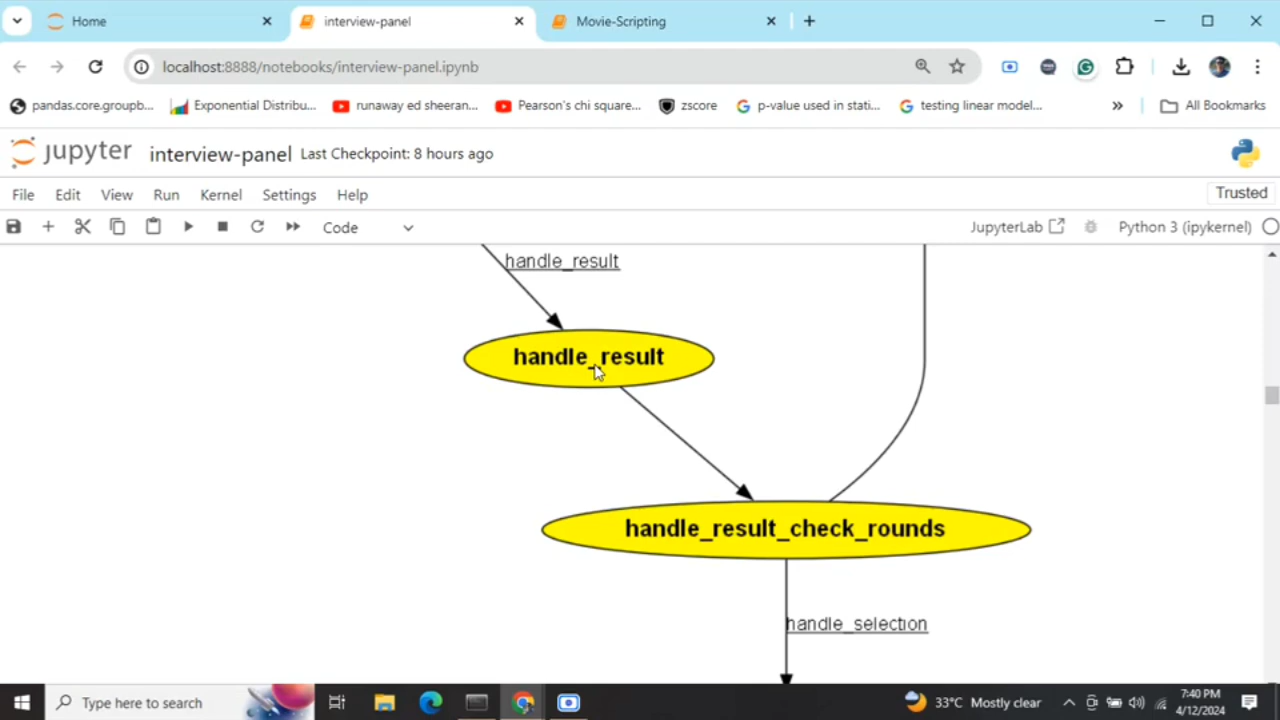 Home
interview-panel
Movie-Scripting
localhost:8888/notebooks/interview-panel.ipynb
pandas.core.groupb...
Exponential Distribu...
runaway ed sheeran...
Pearson's chi square...
zscore
p-value used in stati...
testing linear model...
All Bookmarks
jupyter
interview-panel
Last Checkpoint: 8 hours ago
File
Edit
View
Run
Kernel
Settings
Help
Trusted
Code
JupyterLab
Python 3 (ipykernel)
handle_result
handle_result
handle_result_check_rounds
handle_selection
Type here to search
33°C Mostly clear
7:40 PM
4/12/2024